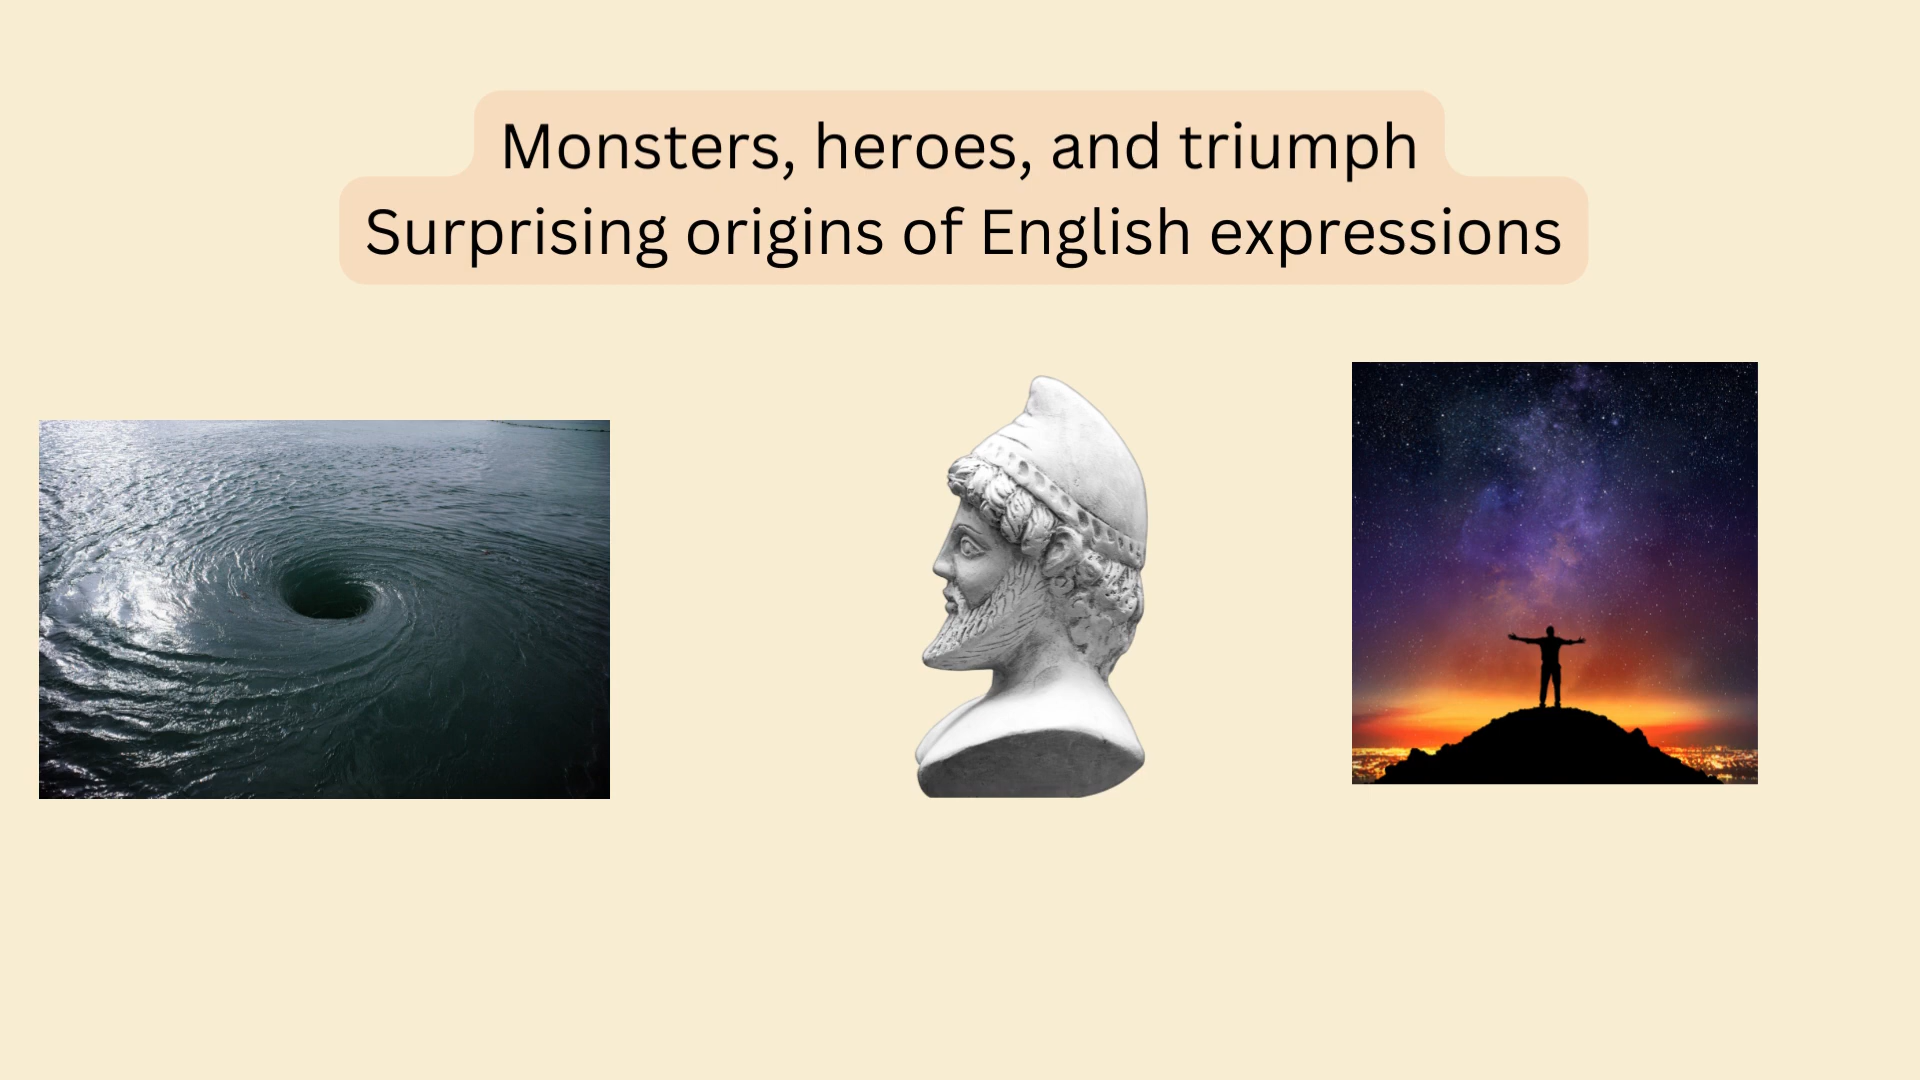 Monsters, heroes, and triumph
Surprising origins of English expressions